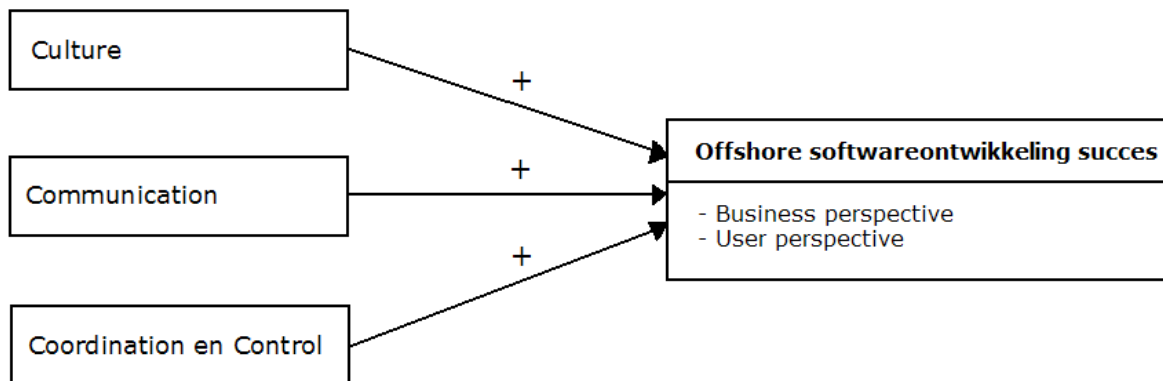 Culture
+
Offshore softwareontwikkeling succes
Communication
+
- Business perspective
- User perspective
+
Coordination en Control